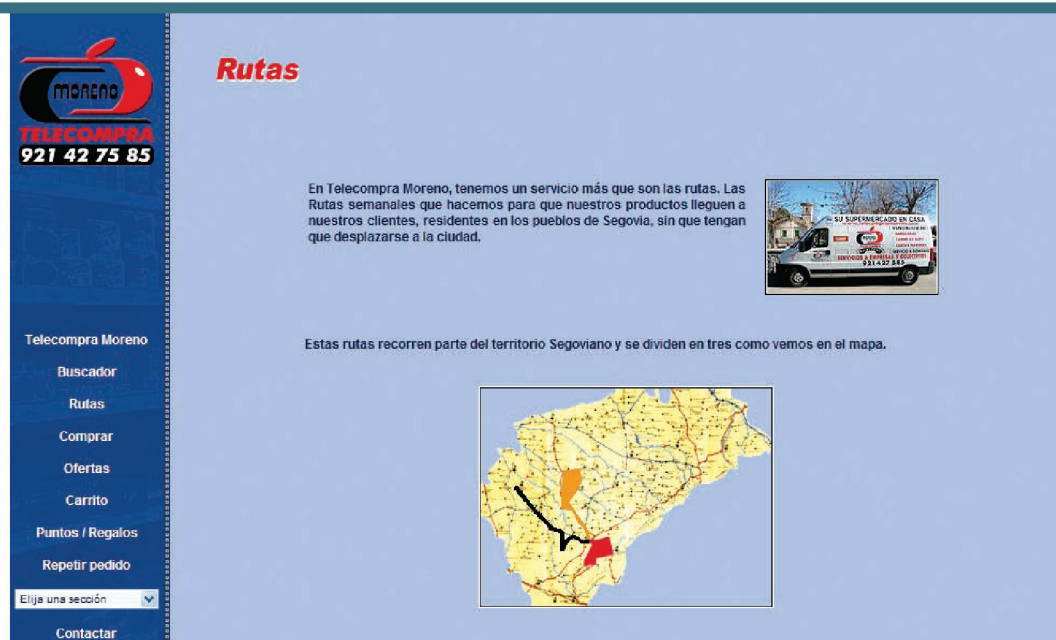 MORENO
TELECOMPRA
921 42 75 85
Telecompra Moreno
Buscador
Rutas
Comprar
Ofertas
Carrito
Puntos / Regalos
Repetir pedido
Elija una sección
Contactar
Rutas
En Telecompra Moreno, tenemos un servicio más que son las rutas. Las
Rutas semanales que hacemos para que nuestros productos lleguen a
nuestros clientes, residentes en los pueblos de Segovia, sin que tengan
que desplazarse a la ciudad.
SU SUPERMERCADO EN CASA
SERVICIOS A EMPRESAS Y COLECTIVOS
921 427 585
Estas rutas recorren parte del territorio Segoviano y se dividen en tres como vemos en el mapa.